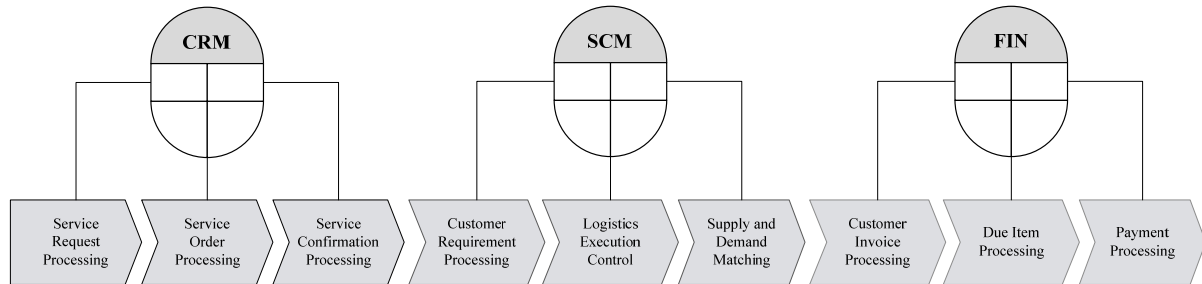 CRM
SCM
FIN
Service
Request
Processing
Service
Order
Processing
Service
Confirmation
Processing
Customer
Requirement
Processing
Logistics
Execution
Control
Supply and
Demand
Matching
Customer
Invoice
Processing
Due Item
Processing
Payment
Processing